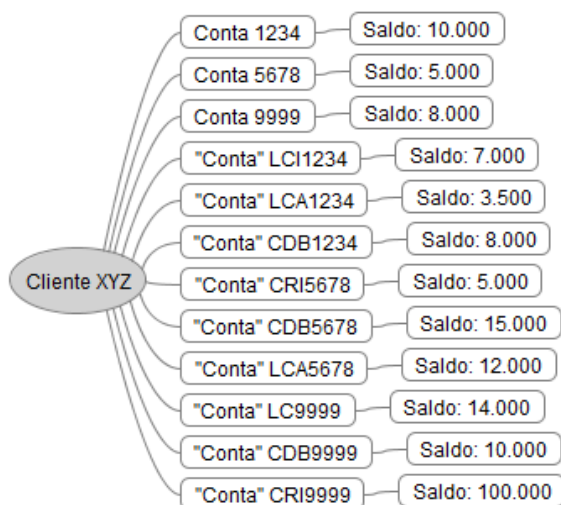 Conta 1234 Saldo: 10.000
Conta 5678 Saldo: 5.000
Conta 9999 Saldo: 8.000
"Conta" LCI1234 Saldo: 7.000
"Conta" LCA1234 Saldo: 3.500
"Conta" CDB1234 Saldo: 8.000
Cliente XYZ
"Conta" CRI5678 Saldo: 5.000
"Conta" CDB5678 Saldo: 15.000
"Conta" LCA5678 Saldo: 12.000
"Conta" LC9999 Saldo: 14.000
"Conta" CDB9999 Saldo: 10.000
"Conta" CRI9999 Saldo: 100.000